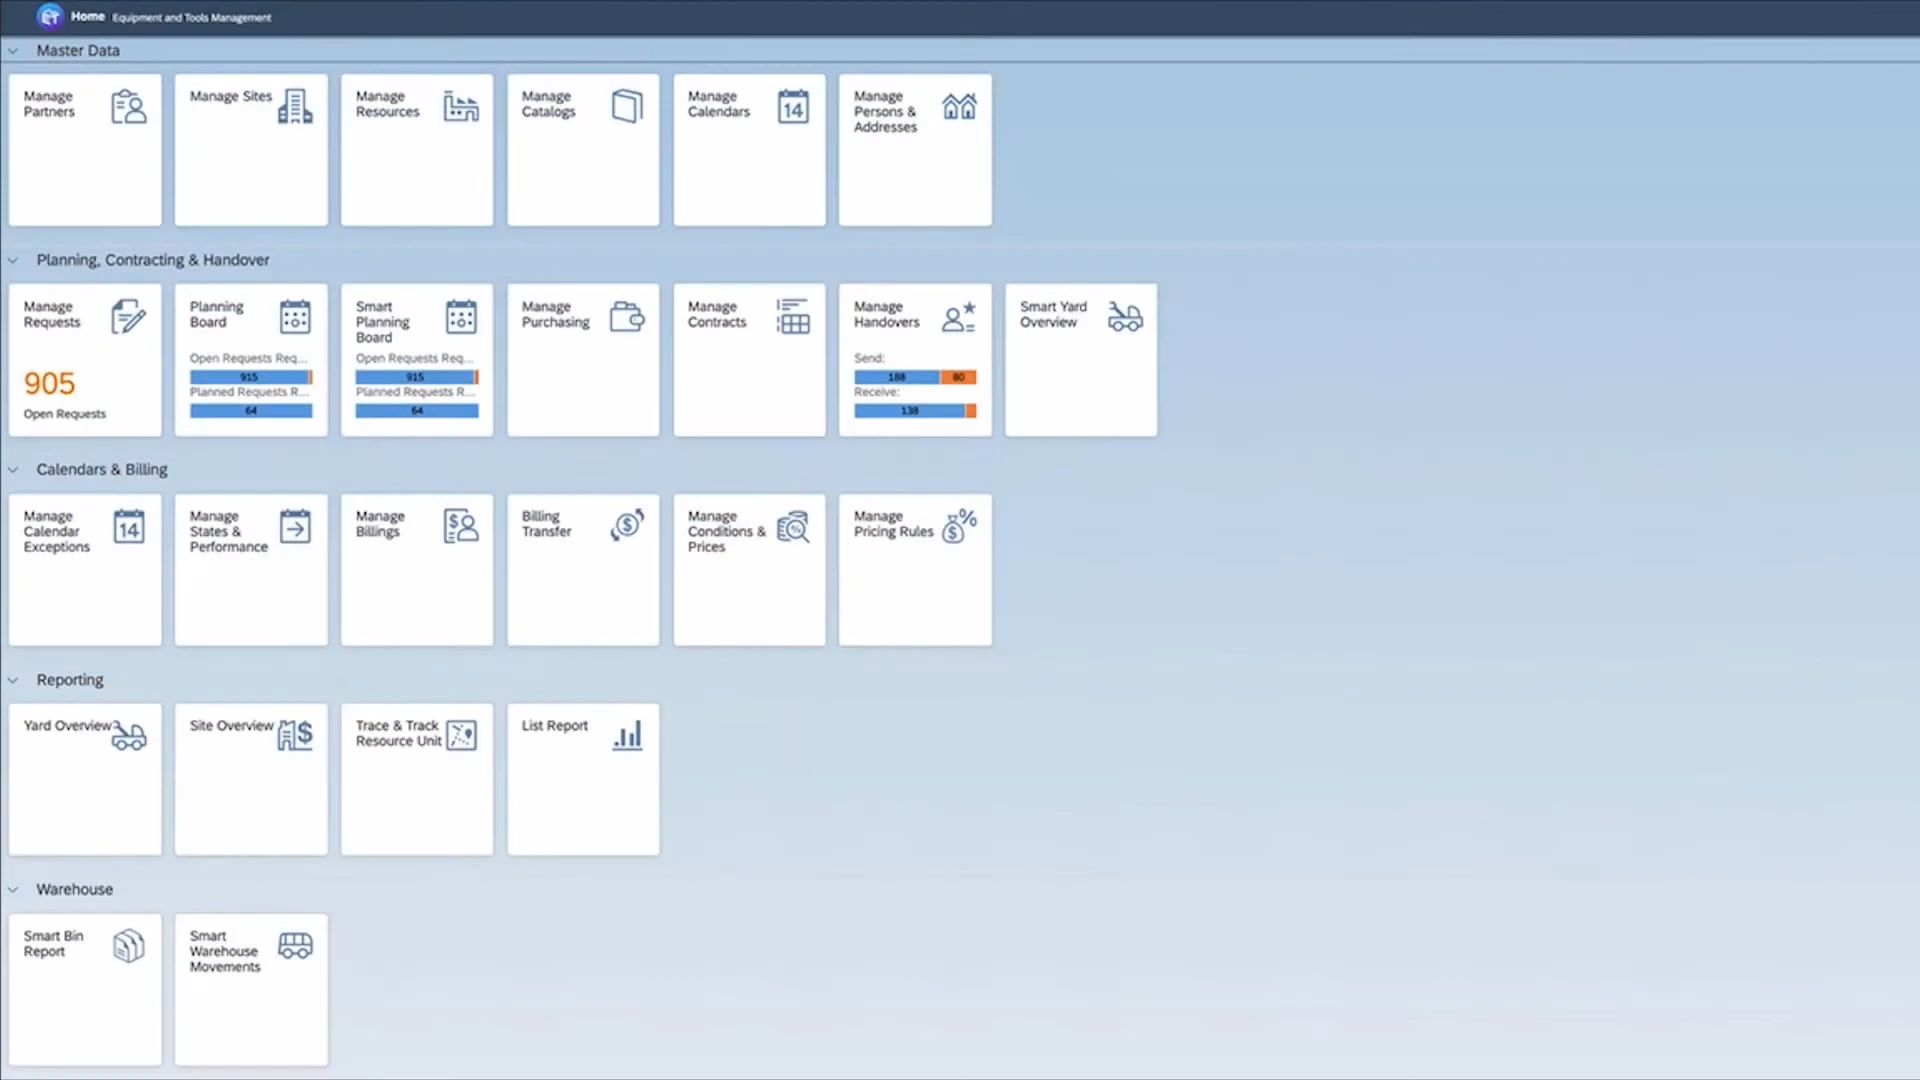 Home Equipment and Tools Management
Master Data
Manage
Partners
Manage Sites
Manage
Resources
Manage
Catalogs
Manage
Calendars
14
Manage
Persons &
Addresses
Planning, Contracting & Handover
Manage
Requests
905
Open Requests
Planning
Board
Open Requests Req...
915
Planned Requests R...
64
Smart
Planning
Board
Open Requests Req...
915
Planned Requests R...
64
Manage
Purchasing
Manage
Contracts
Manage
Handovers
Send:
188 80
Receive:
138
Smart Yard
Overview
Calendars & Billing
Manage
Calendar
Exceptions
14
Manage
States &
Performance
Manage
Billings
$
Billing
Transfer
$
Manage
Conditions &
Prices
%
Manage
Pricing Rules
$%
Reporting
Yard Overview
Site Overview
$
Trace & Track
Resource Unit
List Report
Warehouse
Smart Bin
Report
Smart
Warehouse
Movements